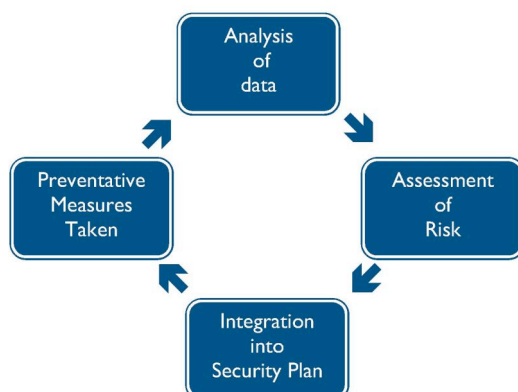 Analysis
of
data
Preventative
Measures
Taken
Assessment
of
Risk
Integration
into
Security Plan